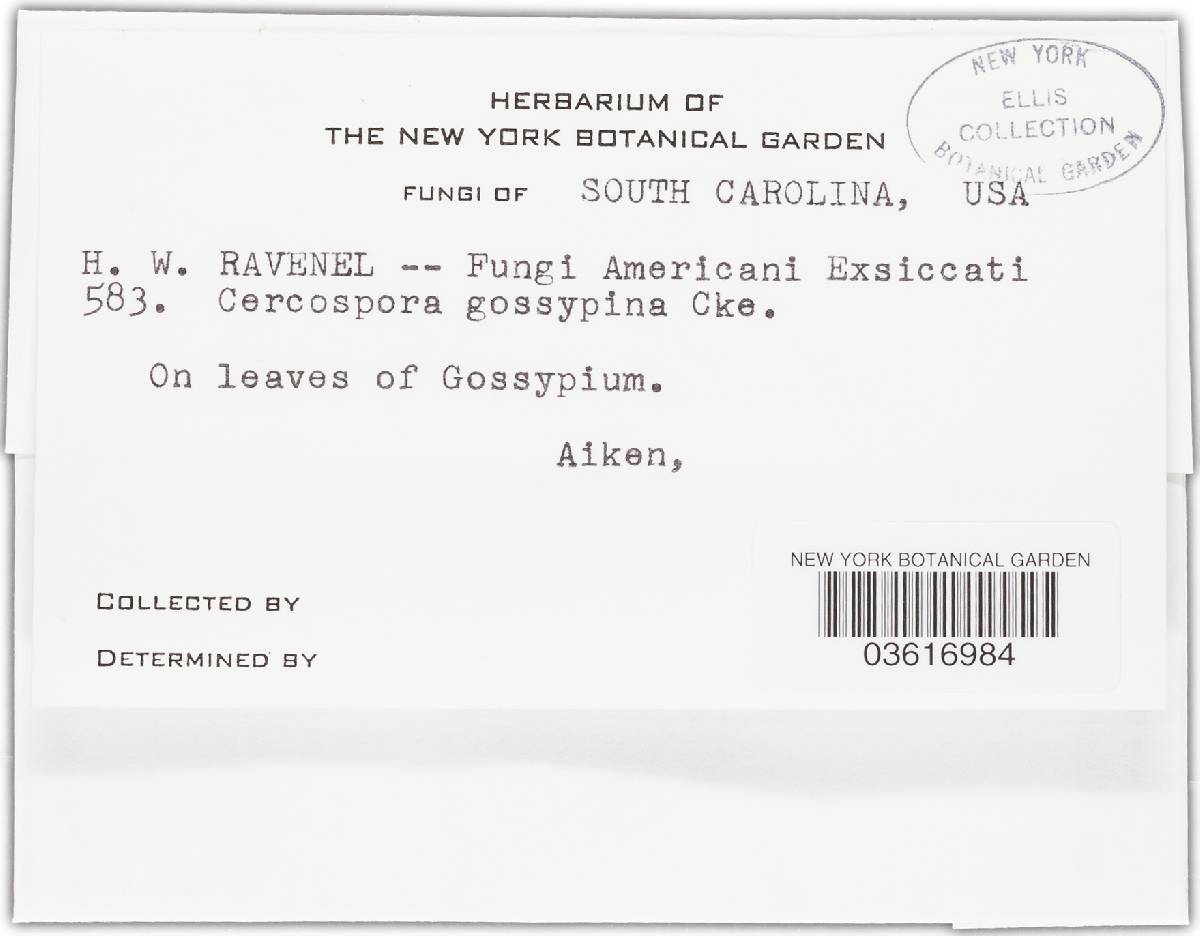 NEW YORK
ELLIS
COLLECTION
BOTANICAL GARDEN
HERBARIUM OF
THE NEW YORK BOTANICAL GARDEN
FUNGI OF SOUTH CAROLINA, USA
H. W. RAVENEL -- Fungi Americani Exsiccati
583. Cercospora gossypina Cke.
On leaves of Gossypium.
Aiken,
NEW YORK BOTANICAL GARDEN
03616984
COLLECTED BY
DETERMINED BY